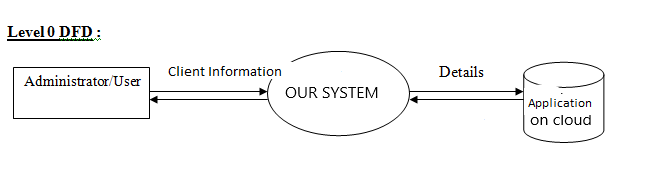 Level 0 DFD :
Administrator/User
Client Information
OUR SYSTEM
Details
Application
on cloud